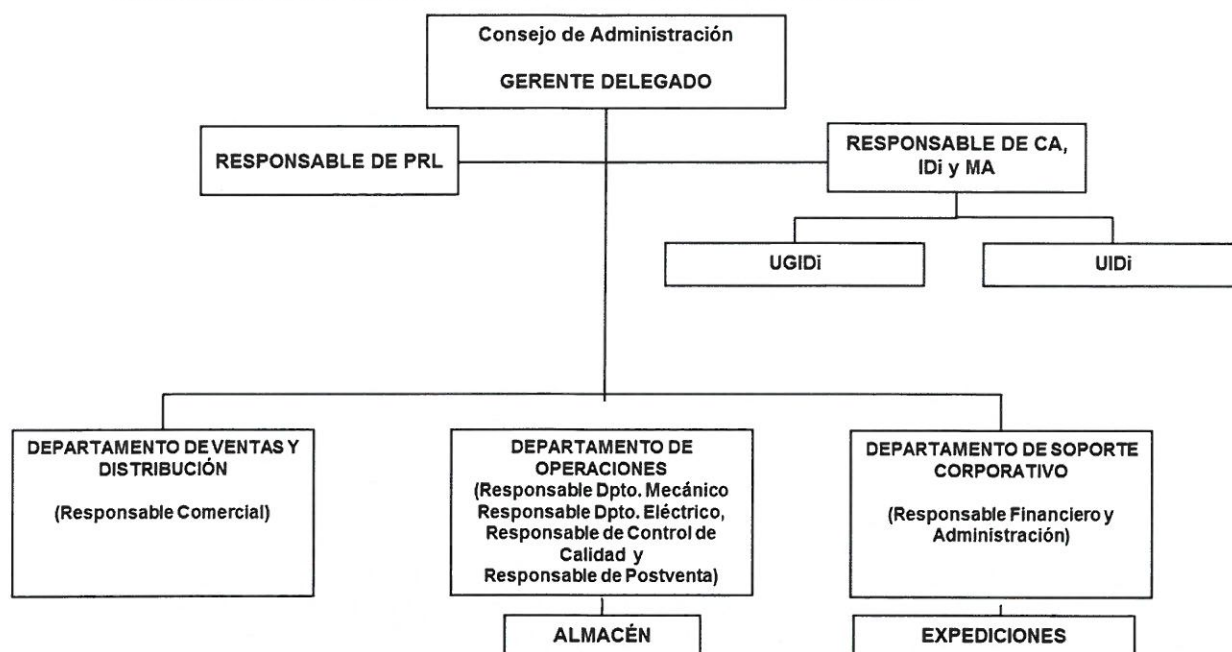 Consejo de Administración
GERENTE DELEGADO
RESPONSABLE DE PRL
RESPONSABLE DE CA,
IDi y MA
UGIDi
UIDi
DEPARTAMENTO DE VENTAS Y
DISTRIBUCIÓN
(Responsable Comercial)
DEPARTAMENTO DE
OPERACIONES
(Responsable Dpto. Mecánico
Responsable Dpto. Eléctrico,
Responsable de Control de
Calidad y
Responsable de Postventa)
DEPARTAMENTO DE SOPORTE
CORPORATIVO
(Responsable Financiero y
Administración)
ALMACÉN
EXPEDICIONES